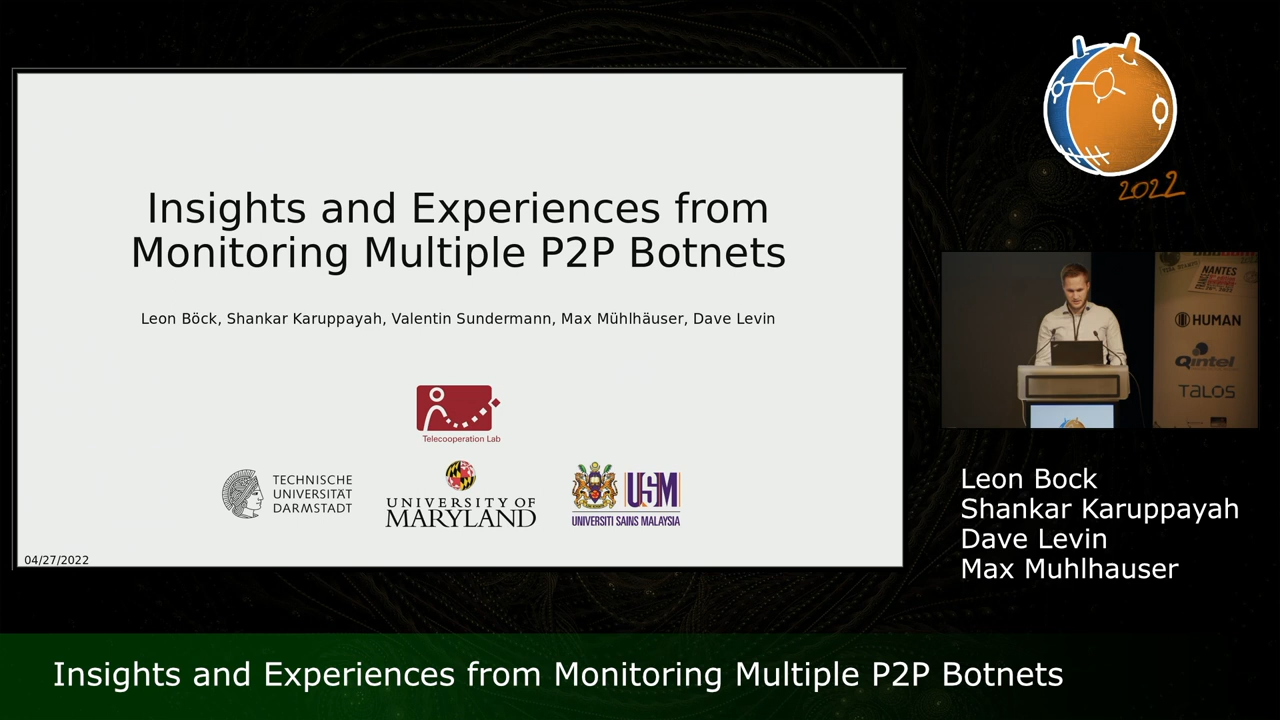 Insights and Experiences from
Monitoring Multiple P2P Botnets
Leon Böck, Shankar Karuppayah, Valentin Sundermann, Max Mühlhäuser, Dave Levin
Telecooperation Lab
TECHNISCHE
UNIVERSITÄT
DARMSTADT
UNIVERSITY OF
MARYLAND
USM
UNIVERSITI SAINS MALAYSIA
04/27/2022
2022
NANTES
HUMAN
Qintel
TALOS
Leon Bock
Shankar Karuppayah
Dave Levin
Max Muhlhauser
Insights and Experiences from Monitoring Multiple P2P Botnets